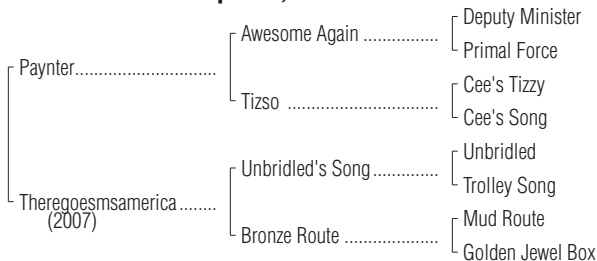 Deputy Minister
Awesome Again ................
Primal Force
Paynter..................................
Cee's Tizzy
Tizso ....................................
Cee's Song
Unbridled
Unbridled's Song................
Trolley Song
Theregoesmsamerica.........
(2007)
Mud Route
Bronze Route ......................
Golden Jewel Box